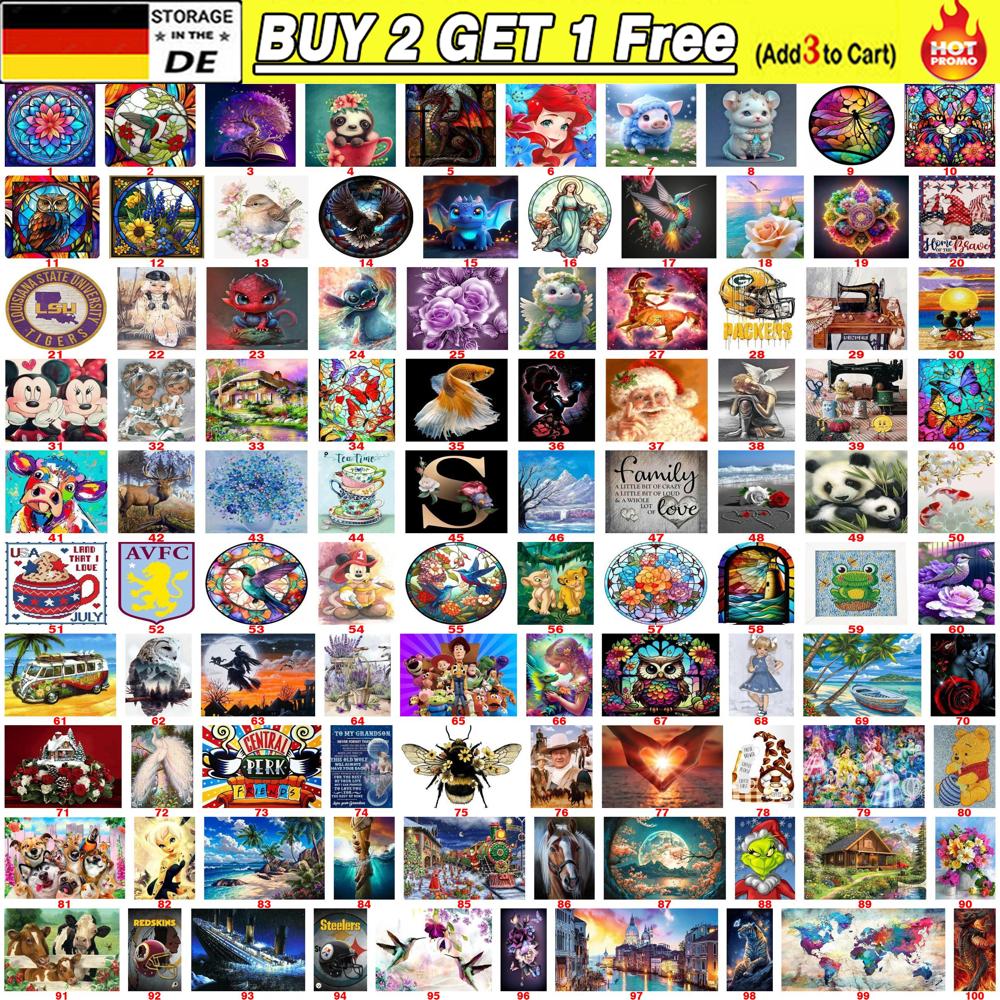 STORAGE
IN THE
DE
BUY 2 GET 1 Free
(Add 3 to Cart)
HOT
PROMO
1 2 3 4 5 6 7 8 9 10
11 12 13 14 15 16 17 18 19 20
Home
OF THE Brave
LOUISIANA STATE UNIVERSITY
LSU
TIGERS
PACKERS
SINGER
21 22 23 24 25 26 27 28 29 30
31 32 33 34 35 36 37 38 39 40
Tea Time
S
Family
A LITTLE BIT OF CRAZY
A LITTLE BIT OF LOUD
& A WHOLE
LOT OF love
41 42 43 44 45 46 47 48 49 50
USA
LAND
THAT I
LOVE
JULY
AVFC
51 52 53 54 55 56 57 58 59 60
61 62 63 64 65 66 67 68 69 70
CENTRAL
PERK
FRIENDS
TO MY GRANDSON
71 72 73 74 75 76 77 78 79 80
81 82 83 84 85 86 87 88 89 90
REDSKINS
Steelers
91 92 93 94 95 96 97 98 99 100